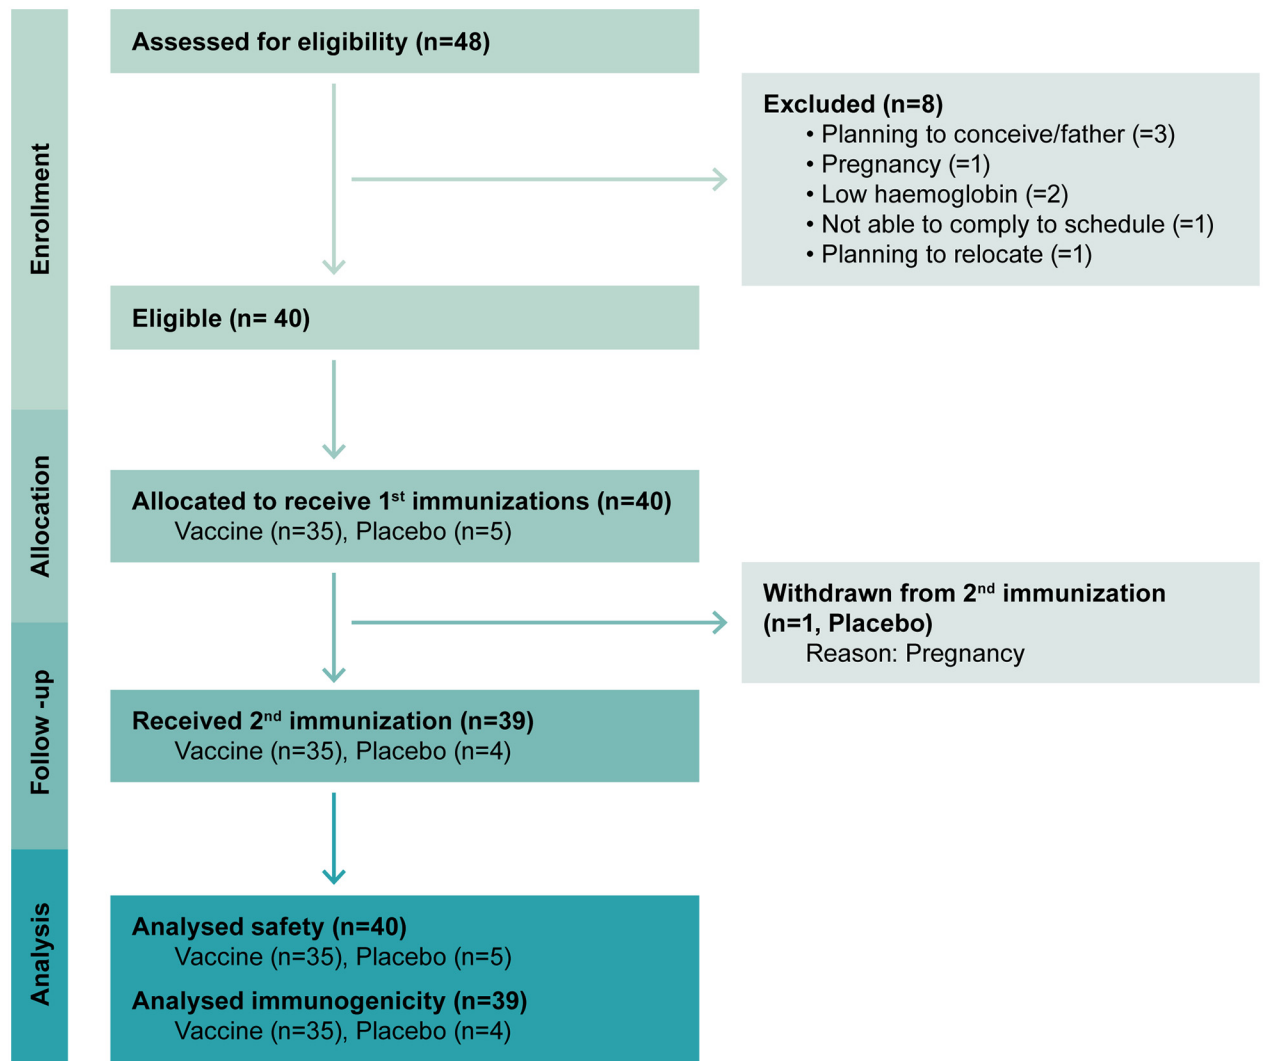 Enrollment
Assessed for eligibility (n=48)
Excluded (n=8)
• Planning to conceive/father (=3)
• Pregnancy (=1)
• Low haemoglobin (=2)
• Not able to comply to schedule (=1)
• Planning to relocate (=1)
Eligible (n= 40)
Allocation
Allocated to receive 1st immunizations (n=40)
Vaccine (n=35), Placebo (n=5)
Withdrawn from 2nd immunization
(n=1, Placebo)
Reason: Pregnancy
Follow -up
Received 2nd immunization (n=39)
Vaccine (n=35), Placebo (n=4)
Analysis
Analysed safety (n=40)
Vaccine (n=35), Placebo (n=5)
Analysed immunogenicity (n=39)
Vaccine (n=35), Placebo (n=4)